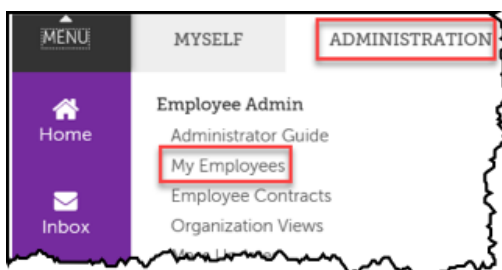 MENU
MYSELF
ADMINISTRATION
Home
Inbox
Employee Admin
Administrator Guide
My Employees
Employee Contracts
Organization Views